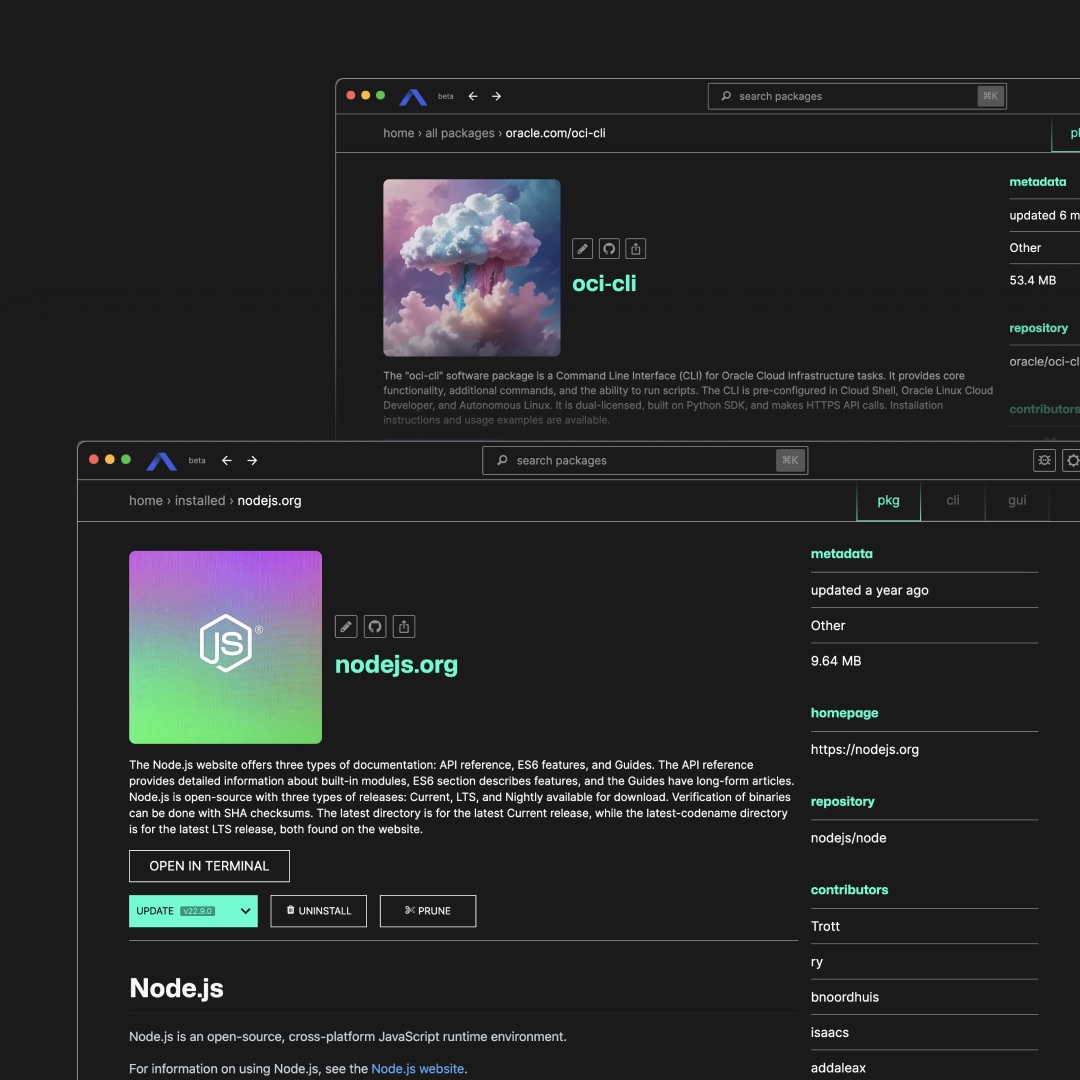 beta
search packages
⌘K
home › all packages › oracle.com/oci-cli
oci-cli
The "oci-cli" software package is a Command Line Interface (CLI) for Oracle Cloud Infrastructure tasks. It provides core
functionality, additional commands, and the ability to run scripts. The CLI is pre-configured in Cloud Shell, Oracle Linux Cloud
Developer, and Autonomous Linux. It is dual-licensed, built on Python SDK, and makes HTTPS API calls. Installation
instructions and usage examples are available.
metadata
updated 6 m
Other
53.4 MB
repository
oracle/oci-cl
contributors
beta
search packages
⌘K
home › installed › nodejs.org
pkg
cli
gui
JS®
nodejs.org
The Node.js website offers three types of documentation: API reference, ES6 features, and Guides. The API reference
provides detailed information about built-in modules, ES6 section describes features, and the Guides have long-form articles.
Node.js is open-source with three types of releases: Current, LTS, and Nightly available for download. Verification of binaries
can be done with SHA checksums. The latest directory is for the latest Current release, while the latest-codename directory
is for the latest LTS release, both found on the website.
OPEN IN TERMINAL
UPDATE v22.9.0
UNINSTALL
PRUNE
Node.js
Node.js is an open-source, cross-platform JavaScript runtime environment.
For information on using Node.js, see the Node.js website.
metadata
updated a year ago
Other
9.64 MB
homepage
https://nodejs.org
repository
nodejs/node
contributors
Trott
ry
bnoordhuis
isaacs
addaleax